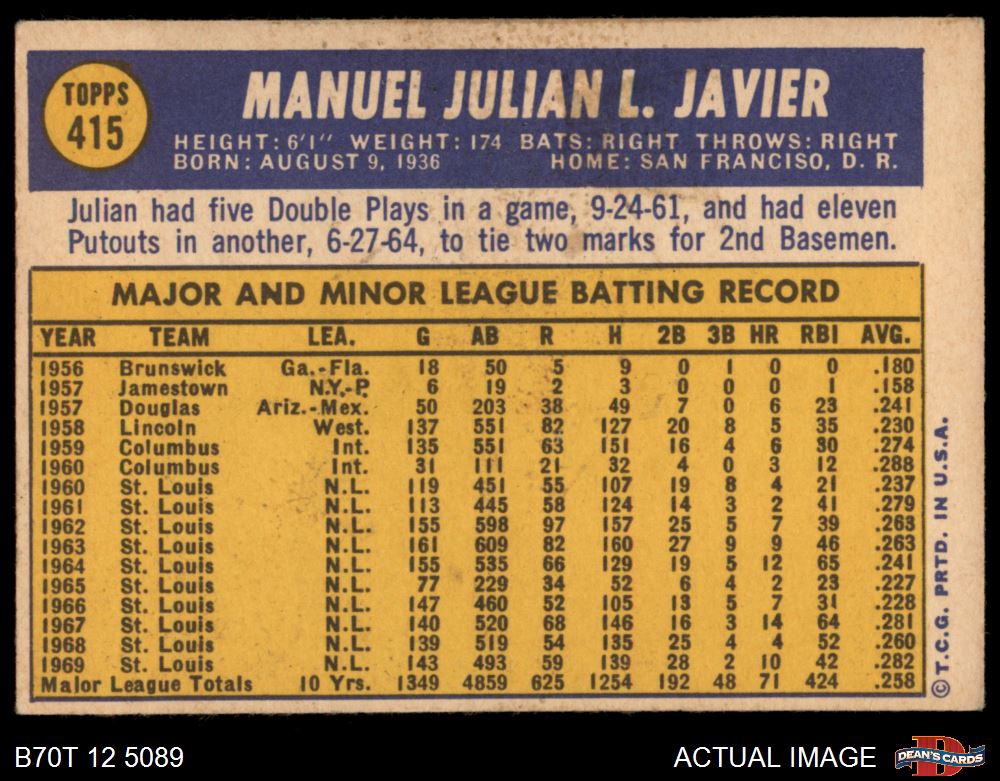 TOPPS
415
MANUEL JULIAN L. JAVIER
HEIGHT: 6'1" WEIGHT: 174 BATS: RIGHT THROWS: RIGHT
BORN: AUGUST 9, 1936 HOME: SAN FRANCISO, D. R.
Julian had five Double Plays in a game, 9-24-61, and had eleven
Putouts in another, 6-27-64, to tie two marks for 2nd Basemen.
MAJOR AND MINOR LEAGUE BATTING RECORD
YEAR TEAM LEA. G AB R H 2B 3B HR RBI AVG.
1956 Brunswick Ga.-Fla. 18 50 5 9 0 1 0 0 .180
1957 Jamestown N.Y.-P. 6 19 2 3 0 0 0 1 .158
1957 Douglas Ariz.-Mex. 50 203 38 49 7 0 6 23 .241
1958 Lincoln West. 137 551 82 127 20 8 5 35 .230
1959 Columbus Int. 135 551 63 151 16 4 6 30 .274
1960 Columbus Int. 31 111 21 32 4 0 3 12 .288
1960 St. Louis N.L. 119 451 55 107 19 8 4 21 .237
1961 St. Louis N.L. 113 445 58 124 14 3 2 41 .279
1962 St. Louis N.L. 155 598 97 157 25 5 7 39 .263
1963 St. Louis N.L. 161 609 82 160 27 9 9 46 .263
1964 St. Louis N.L. 155 535 66 129 19 5 12 65 .241
1965 St. Louis N.L. 77 229 34 52 6 4 2 23 .227
1966 St. Louis N.L. 147 460 52 105 13 5 7 31 .228
1967 St. Louis N.L. 140 520 68 146 16 3 14 64 .281
1968 St. Louis N.L. 139 519 54 135 25 4 4 52 .260
1969 St. Louis N.L. 143 493 59 139 28 2 10 42 .282
Major League Totals 10 Yrs. 1349 4859 625 1254 192 48 71 424 .258
© T.C.G. PRTD. IN U.S.A.
B70T 12 5089
ACTUAL IMAGE
D
DEAN'S CARDS